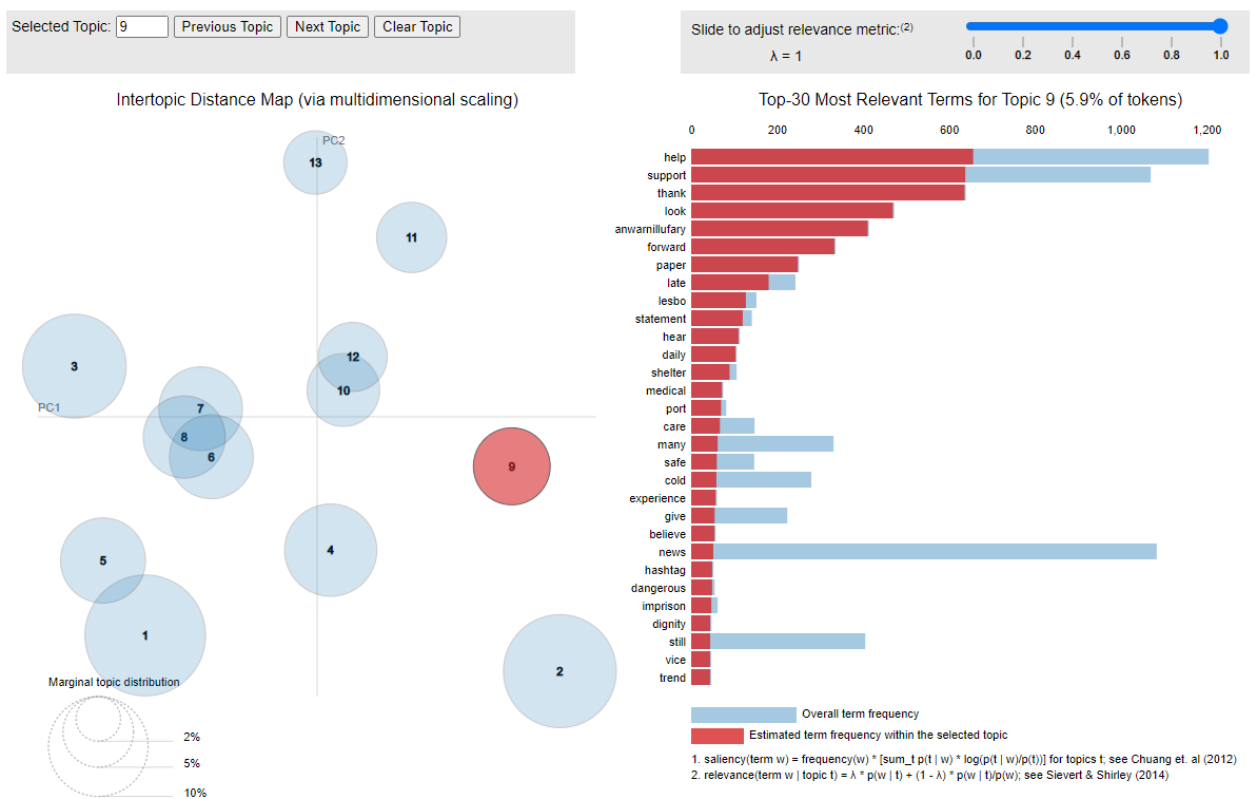 Selected Topic: 9 Previous Topic Next Topic Clear Topic
Slide to adjust relevance metric:(2)
λ = 1
0.0 0.2 0.4 0.6 0.8 1.0
Intertopic Distance Map (via multidimensional scaling)
PC2
13
11
3
12
10
PC1
7
8
6
9
4
5
1
2
Marginal topic distribution
2%
5%
10%
Top-30 Most Relevant Terms for Topic 9 (5.9% of tokens)
0 200 400 600 800 1,000 1,200
help
support
thank
look
anwarnillufary
forward
paper
late
lesbo
statement
hear
daily
shelter
medical
port
care
many
safe
cold
experience
give
believe
news
hashtag
dangerous
imprison
dignity
still
vice
trend
Overall term frequency
Estimated term frequency within the selected topic
1. saliency(term w) = frequency(w) * [sum_t p(t | w) * log(p(t | w)/p(t))] for topics t; see Chuang et. al (2012)
2. relevance(term w | topic t) = λ * p(w | t) + (1 - λ) * p(w | t)/p(w); see Sievert & Shirley (2014)